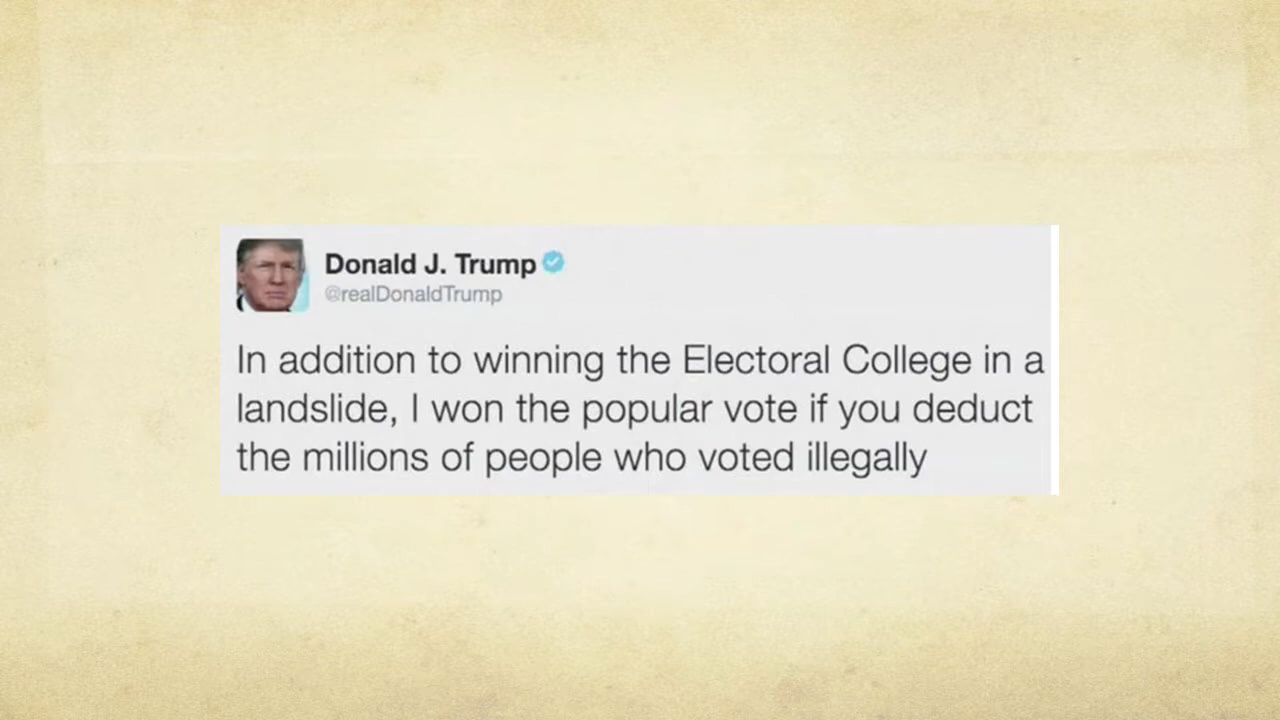 Donald J. Trump
@realDonaldTrump
In addition to winning the Electoral College in a
landslide, I won the popular vote if you deduct
the millions of people who voted illegally